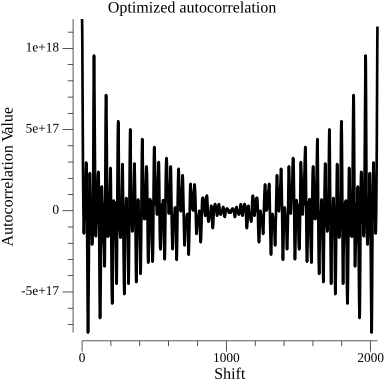 Optimized autocorrelation
1e+18
5e+17
0
-5e+17
Autocorrelation Value
0 1000 2000
Shift